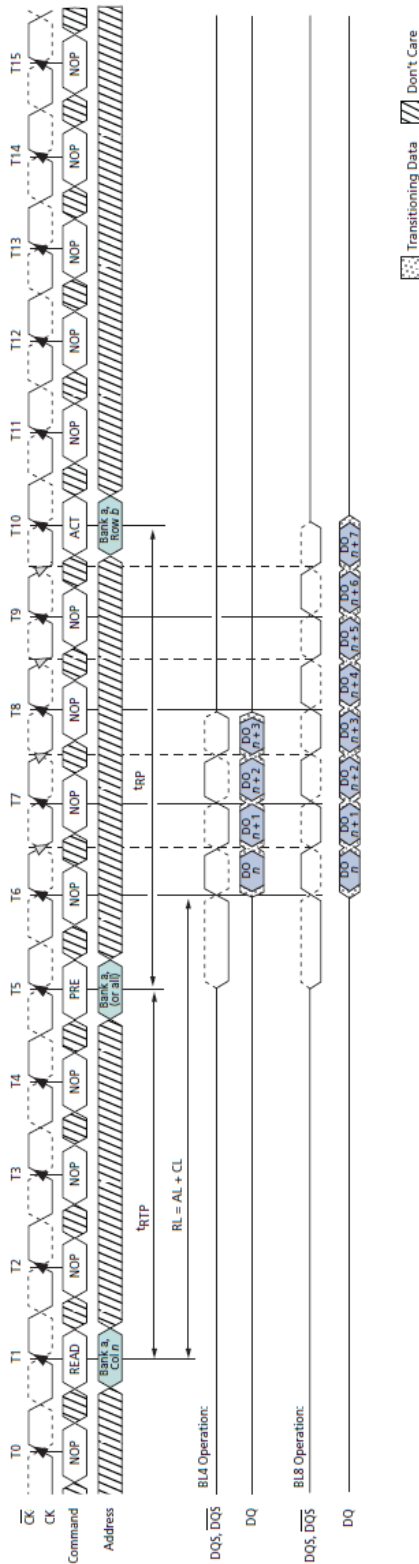 T0 T1 T2 T3 T4 T5 T6 T7 T8 T9 T10 T11 T12 T13 T14 T15
CK
CK
Command NOP READ NOP NOP NOP PRE NOP NOP NOP NOP ACT NOP NOP NOP NOP NOP
Address Bank a, Col n Bank a, (or all) Bank a, Row b
tRTP tRP
RL = AL + CL
BL4 Operation:
DQS, DQS
DQ DO n DO n + 1 DO n + 2 DO n + 3
BL8 Operation:
DQS, DQS
DQ DO n DO n + 1 DO n + 2 DO n + 3 DO n + 4 DO n + 5 DO n + 6 DO n + 7
Transitioning Data Don't Care